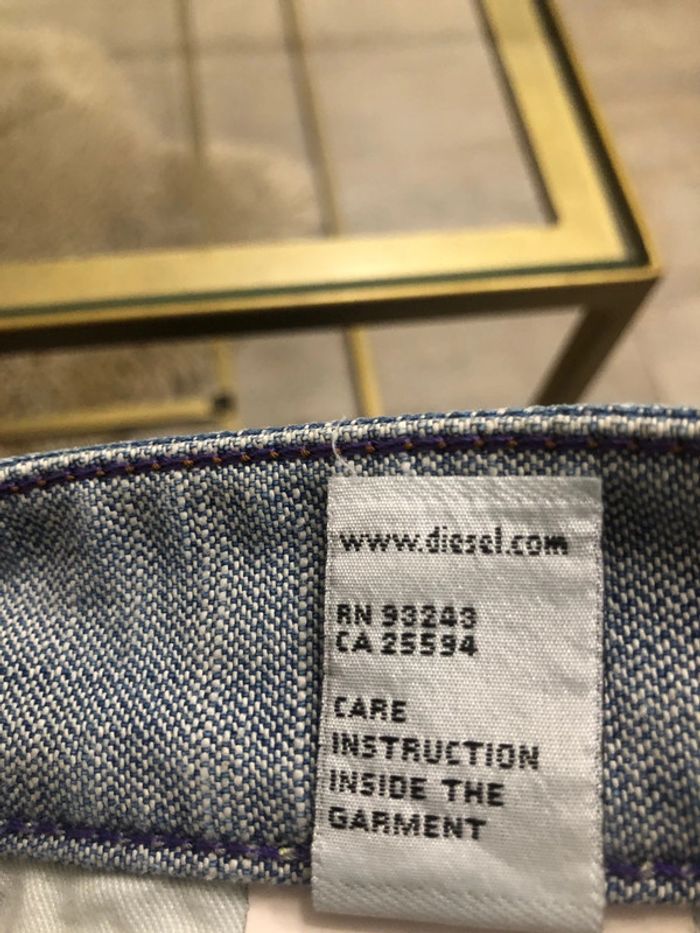 www.diesel.com
RN 93243
CA 25594
CARE
INSTRUCTION
INSIDE THE
GARMENT